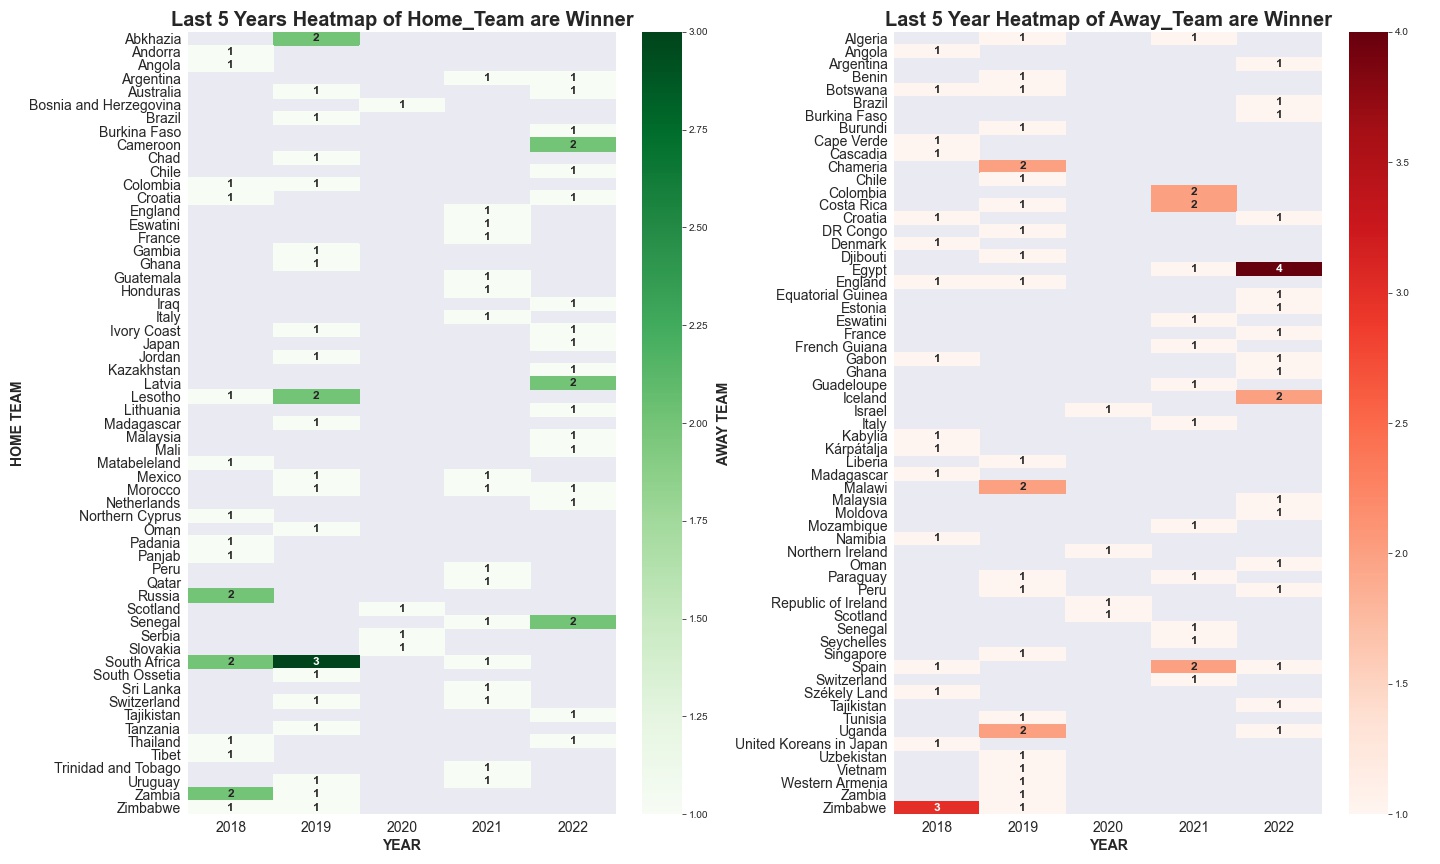 Last 5 Years Heatmap of Home_Team are Winner
HOME TEAM
Abkhazia 2
Andorra 1
Angola 1
Argentina 1 1
Australia 1 1
Bosnia and Herzegovina 1
Brazil 1
Burkina Faso 1
Cameroon 2
Chad 1
Chile 1
Colombia 1 1
Croatia 1 1
England 1
Eswatini 1
France 1
Gambia 1
Ghana 1
Guatemala 1
Honduras 1
Iraq 1
Italy 1
Ivory Coast 1 1
Japan 1
Jordan 1
Kazakhstan 1
Latvia 2
Lesotho 1 2
Lithuania 1
Madagascar 1
Malaysia 1
Mali 1
Matabeleland 1
Mexico 1 1
Morocco 1 1 1
Netherlands 1
Northern Cyprus 1
Oman 1
Padania 1
Panjab 1
Peru 1
Qatar 1
Russia 2
Scotland 1
Senegal 1 2
Serbia 1
Slovakia 1
South Africa 2 3 1
South Ossetia 1
Sri Lanka 1
Switzerland 1 1
Tajikistan 1
Tanzania 1
Thailand 1 1
Tibet 1
Trinidad and Tobago 1
Uruguay 1 1
Zambia 2 1
Zimbabwe 1 1
2018 2019 2020 2021 2022
YEAR
3.00
2.75
2.50
2.25
2.00
1.75
1.50
1.25
1.00
Last 5 Year Heatmap of Away_Team are Winner
AWAY TEAM
Algeria 1 1
Angola 1
Argentina 1
Benin 1
Botswana 1 1
Brazil 1
Burkina Faso 1
Burundi 1
Cape Verde 1
Cascadia 1
Chameria 2
Chile 1
Colombia 2
Costa Rica 1 2
Croatia 1 1
DR Congo 1
Denmark 1
Djibouti 1
Egypt 1 4
England 1 1
Equatorial Guinea 1
Estonia 1
Eswatini 1
France 1
French Guiana 1
Gabon 1 1
Ghana 1
Guadeloupe 1
Iceland 2
Israel 1
Italy 1
Kabylia 1
Kárpátálja 1
Liberia 1
Madagascar 1
Malawi 2
Malaysia 1
Moldova 1
Mozambique 1
Namibia 1
Northern Ireland 1
Oman 1
Paraguay 1 1
Peru 1 1
Republic of Ireland 1
Scotland 1
Senegal 1
Seychelles 1
Singapore 1
Spain 1 2 1
Switzerland 1
Székely Land 1
Tajikistan 1
Tunisia 1
Uganda 2 1
United Koreans in Japan 1
Uzbekistan 1
Vietnam 1
Western Armenia 1
Zambia 1
Zimbabwe 3 1
2018 2019 2020 2021 2022
YEAR
4.0
3.5
3.0
2.5
2.0
1.5
1.0